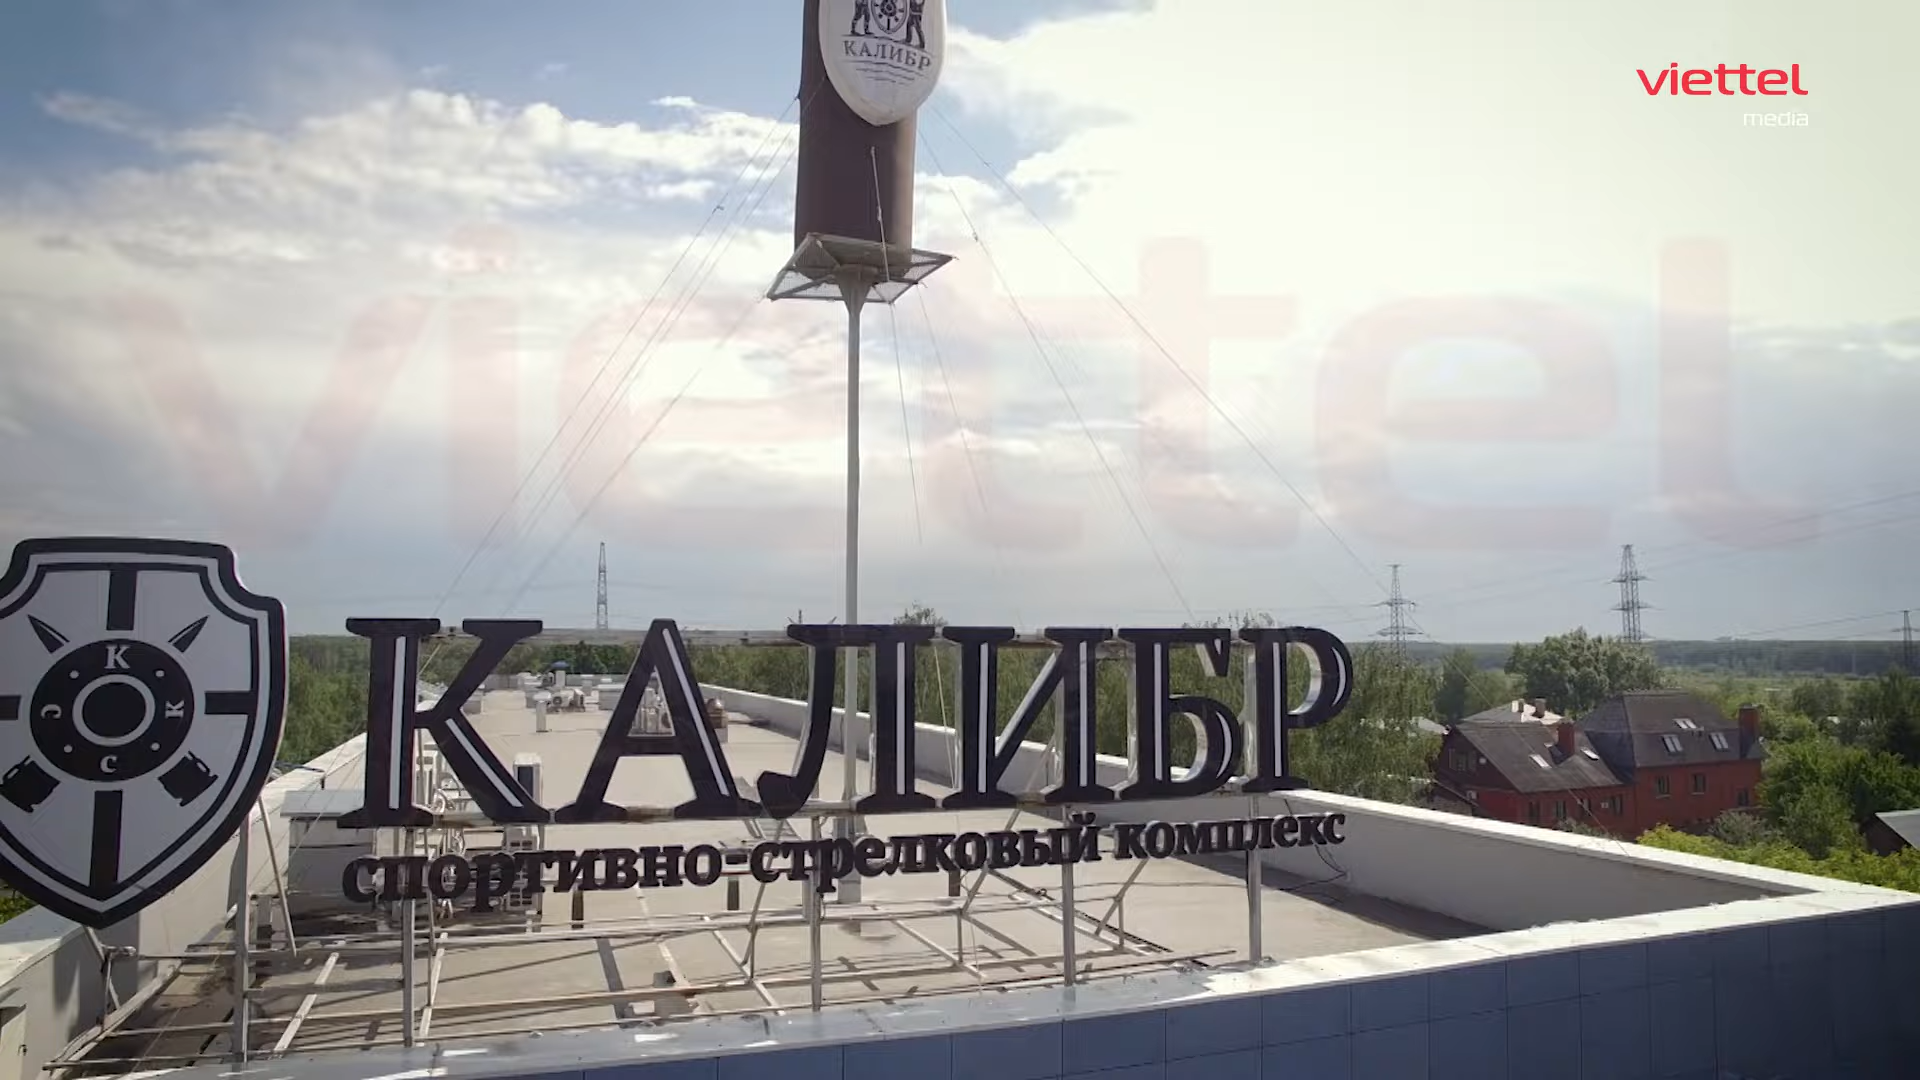 КАЛИБР
viettel
media
viettel
К
С К
С
КАЛИБР
спортивно-стрелковый комплекс